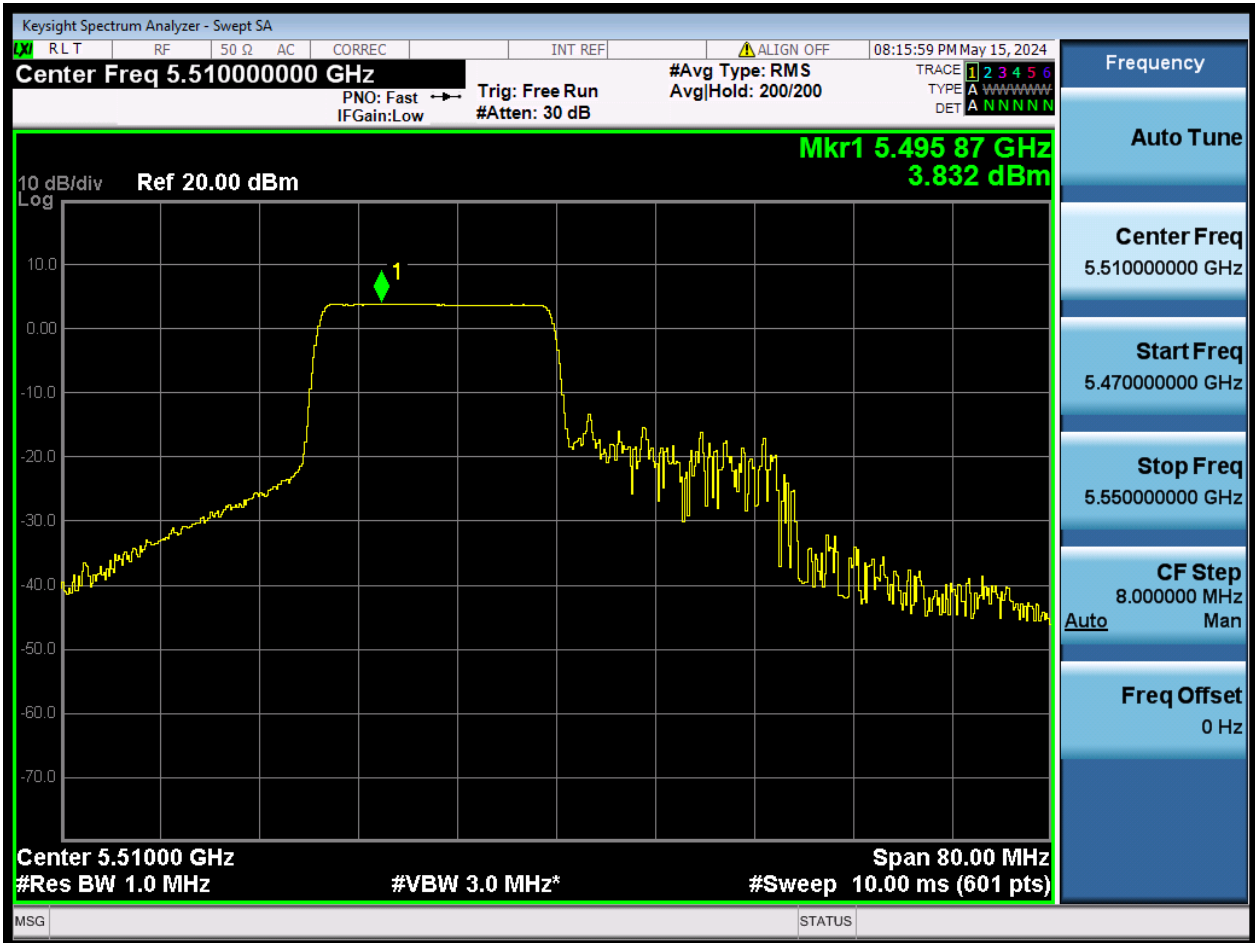 Keysight Spectrum Analyzer - Swept SA
LXI RLT RF 50 Ω AC CORREC INT REF ALIGN OFF 08:15:59 PM May 15, 2024
Center Freq 5.510000000 GHz
PNO: Fast
IFGain:Low
Trig: Free Run
#Atten: 30 dB
#Avg Type: RMS
Avg|Hold: 200/200
TRACE 1 2 3 4 5 6
TYPE A WWWWW
DET A N N N N N
Mkr1 5.495 87 GHz
3.832 dBm
10 dB/div
Log
Ref 20.00 dBm
1
10.0
0.00
-10.0
-20.0
-30.0
-40.0
-50.0
-60.0
-70.0
Center 5.51000 GHz
Span 80.00 MHz
#Res BW 1.0 MHz
#VBW 3.0 MHz*
#Sweep 10.00 ms (601 pts)
MSG
STATUS
Frequency
Auto Tune
Center Freq
5.510000000 GHz
Start Freq
5.470000000 GHz
Stop Freq
5.550000000 GHz
CF Step
8.000000 MHz
Auto Man
Freq Offset
0 Hz